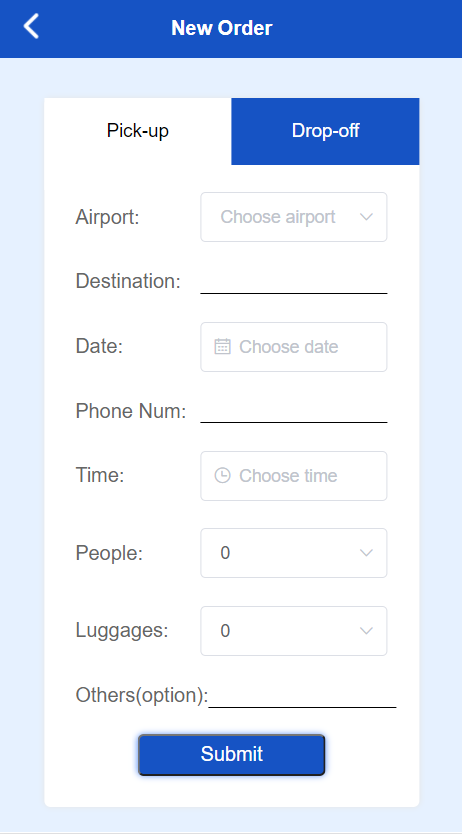 New Order
Pick-up Drop-off
Airport: Choose airport
Destination:
Date: Choose date
Phone Num:
Time: Choose time
People: 0
Luggages: 0
Others(option):
Submit